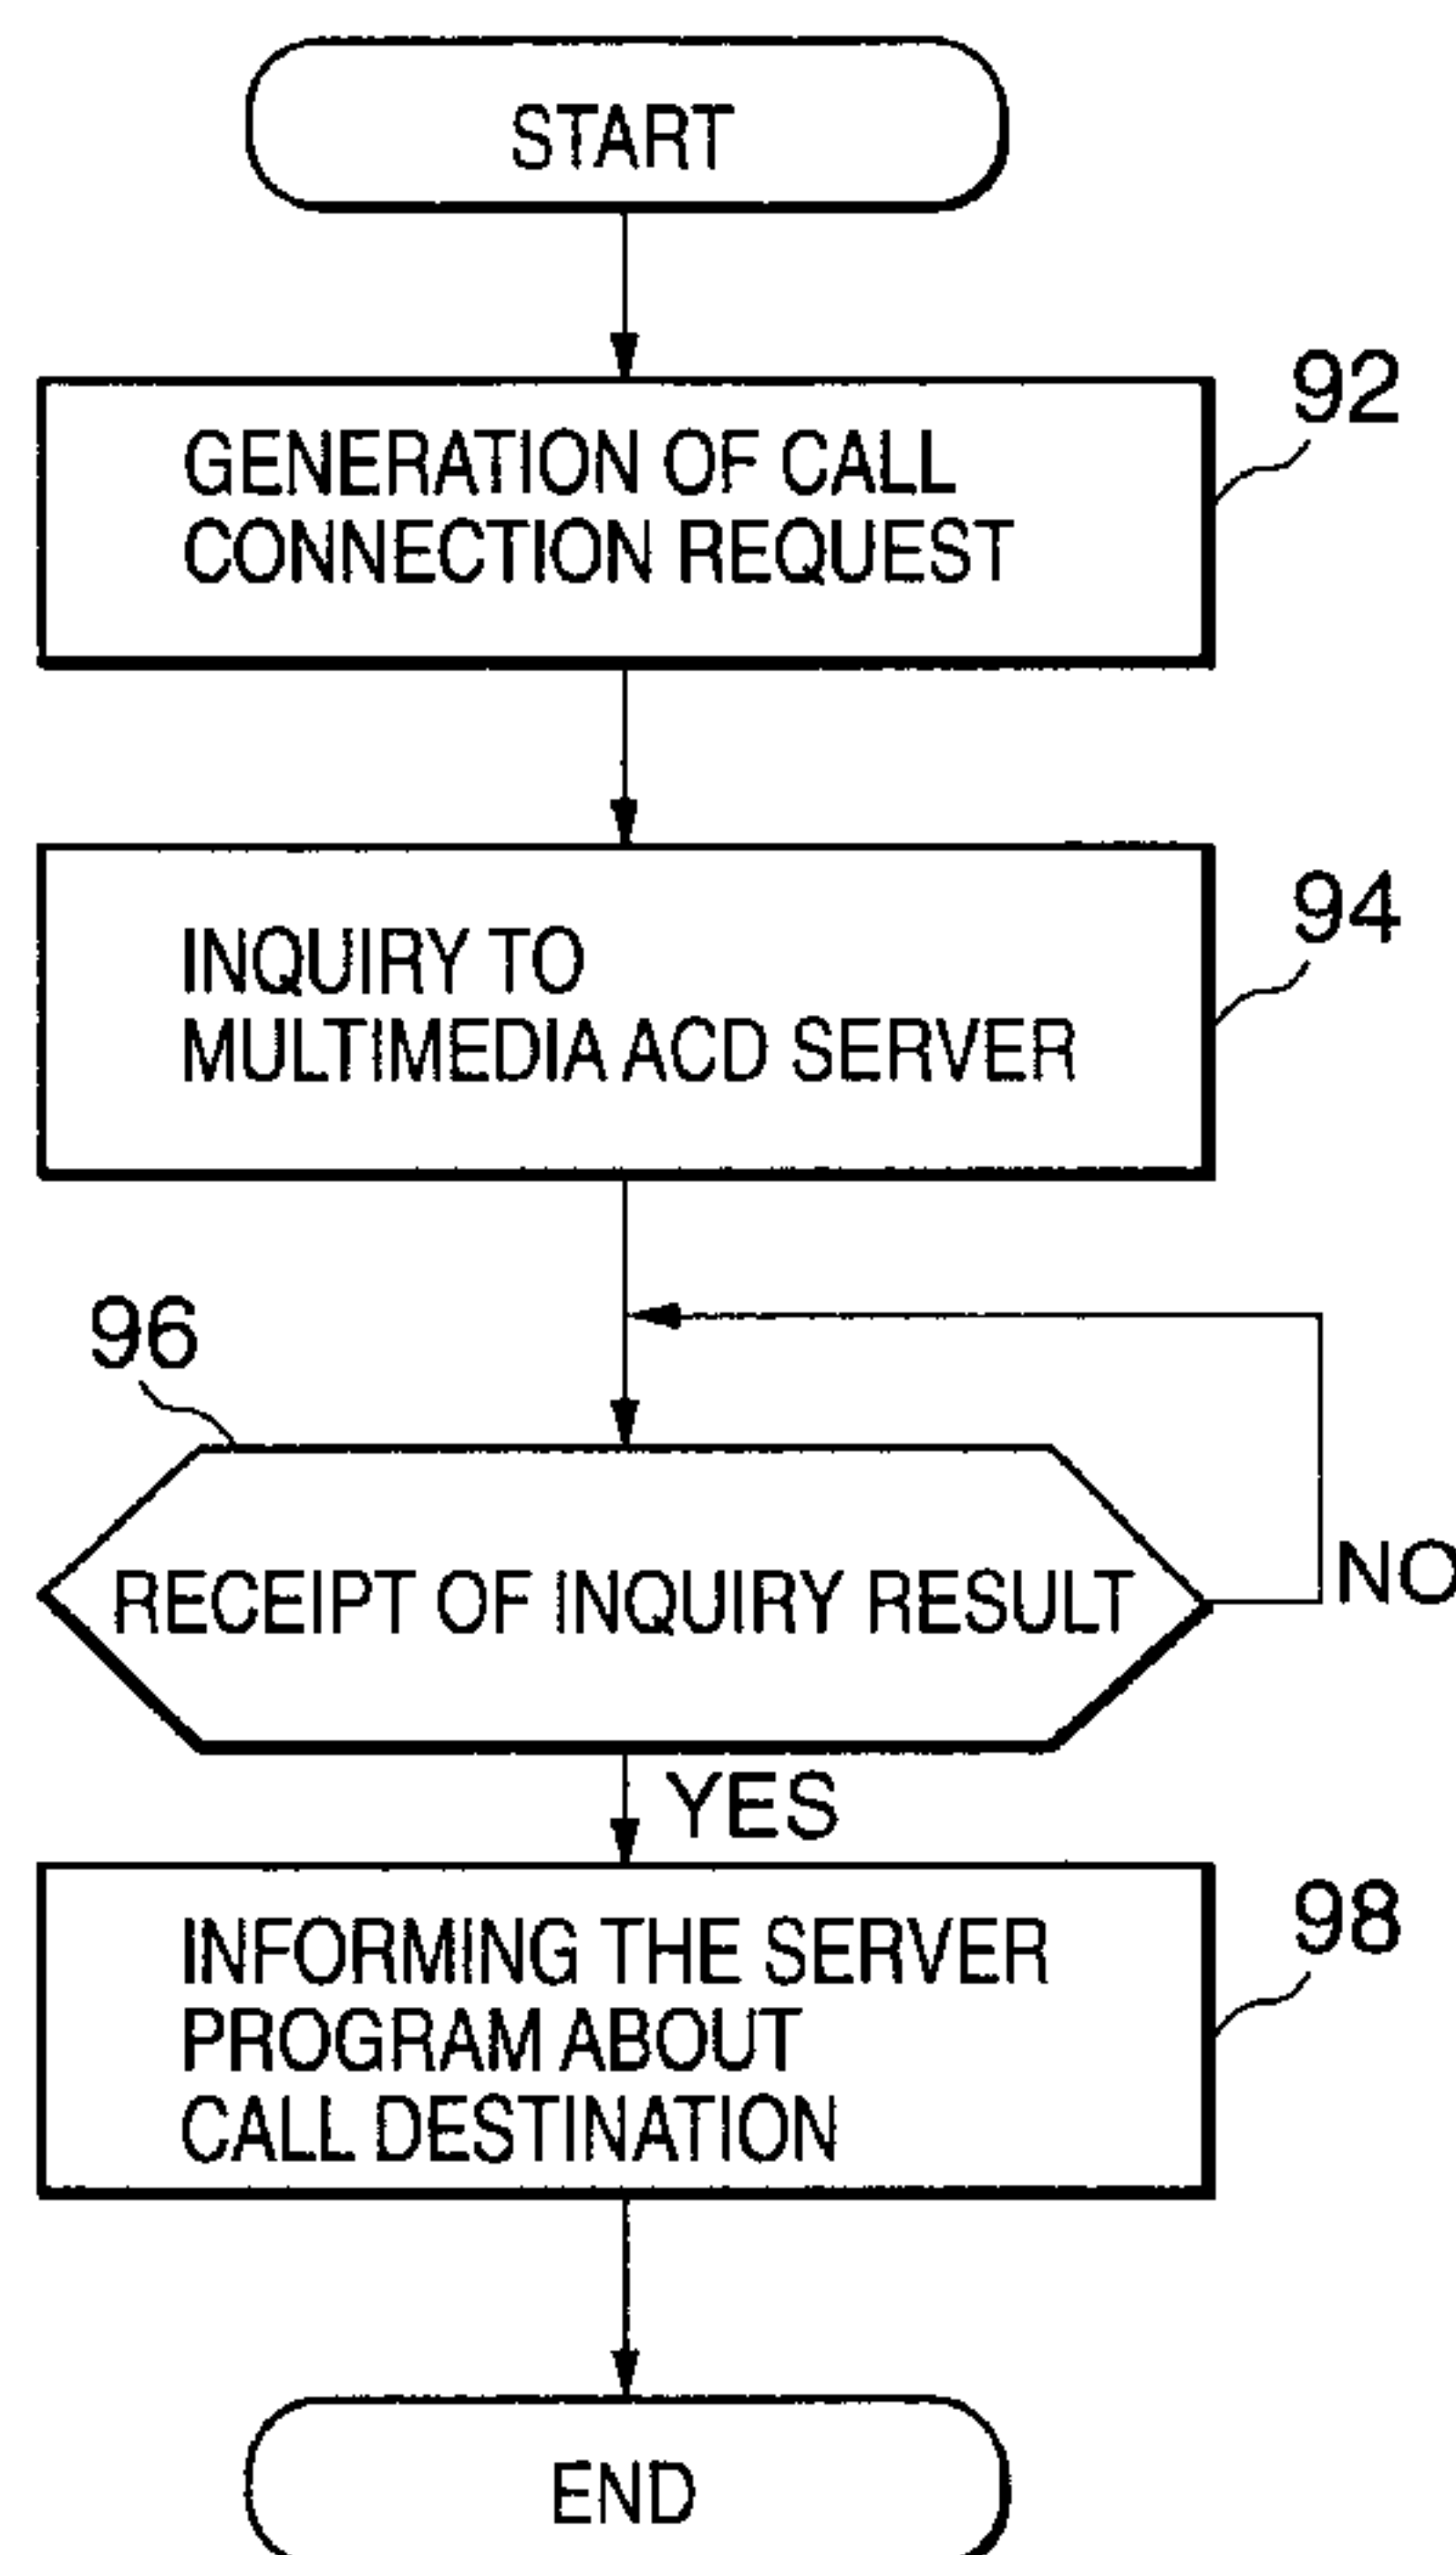 START
92
GENERATION OF CALL
CONNECTION REQUEST
94
INQUIRY TO
MULTIMEDIA ACD SERVER
96
RECEIPT OF INQUIRY RESULT
NO
YES
98
INFORMING THE SERVER
PROGRAM ABOUT
CALL DESTINATION
END